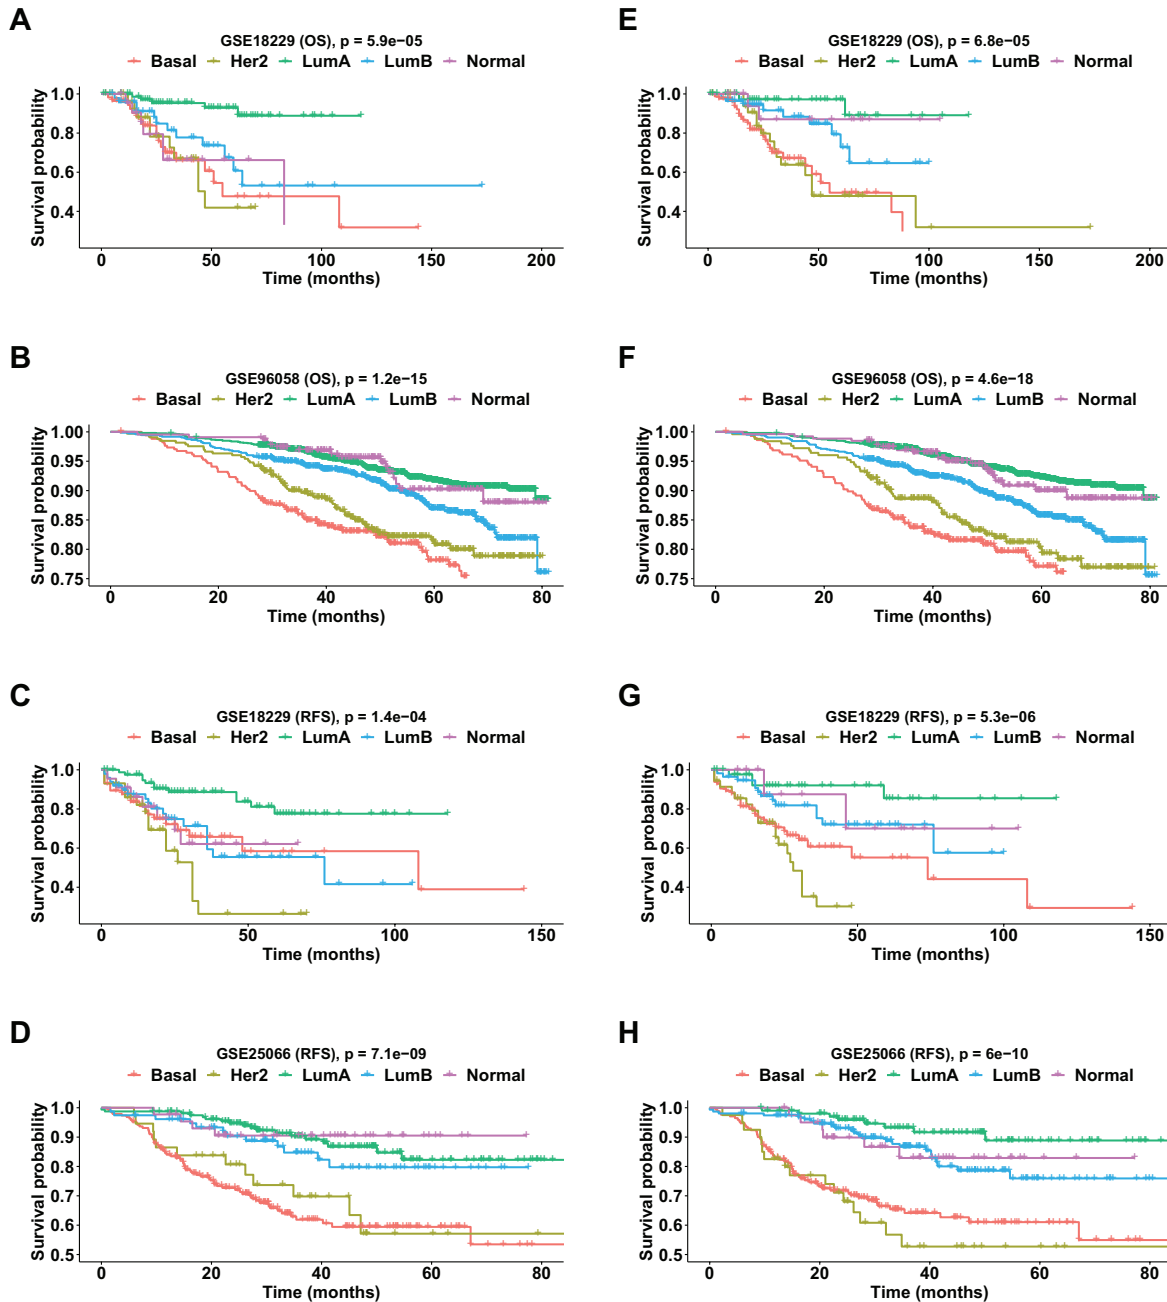 A
GSE18229 (OS), p = 5.9e−05
Basal Her2 LumA LumB Normal
Survival probability
1.0
0.8
0.6
0.4
0 50 100 150 200
Time (months)
E
GSE18229 (OS), p = 6.8e−05
Basal Her2 LumA LumB Normal
Survival probability
1.0
0.8
0.6
0.4
0 50 100 150 200
Time (months)
B
GSE96058 (OS), p = 1.2e−15
Basal Her2 LumA LumB Normal
Survival probability
1.00
0.95
0.90
0.85
0.80
0.75
0 20 40 60 80
Time (months)
F
GSE96058 (OS), p = 4.6e−18
Basal Her2 LumA LumB Normal
Survival probability
1.00
0.95
0.90
0.85
0.80
0.75
0 20 40 60 80
Time (months)
C
GSE18229 (RFS), p = 1.4e−04
Basal Her2 LumA LumB Normal
Survival probability
1.0
0.8
0.6
0.4
0 50 100 150
Time (months)
G
GSE18229 (RFS), p = 5.3e−06
Basal Her2 LumA LumB Normal
Survival probability
1.0
0.8
0.6
0.4
0 50 100 150
Time (months)
D
GSE25066 (RFS), p = 7.1e−09
Basal Her2 LumA LumB Normal
Survival probability
1.0
0.9
0.8
0.7
0.6
0.5
0 20 40 60 80
Time (months)
H
GSE25066 (RFS), p = 6e−10
Basal Her2 LumA LumB Normal
Survival probability
1.0
0.9
0.8
0.7
0.6
0.5
0 20 40 60 80
Time (months)